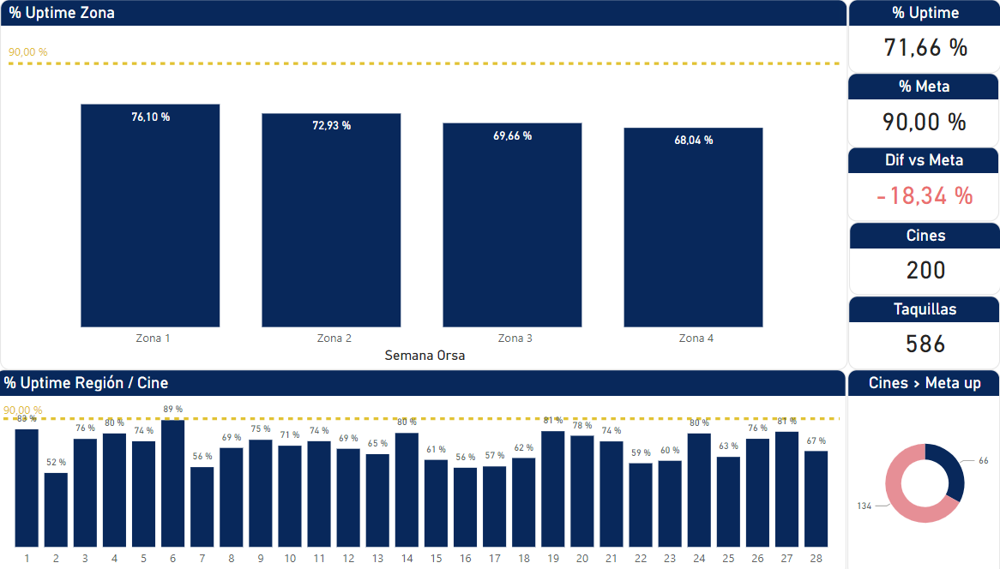 % Uptime Zona
90,00 %
76,10 %
72,93 %
69,66 %
68,04 %
Zona 1
Zona 2
Zona 3
Zona 4
Semana Orsa
% Uptime
71,66 %
% Meta
90,00 %
Dif vs Meta
-18,34 %
Cines
200
Taquillas
586
% Uptime Región / Cine
90,00 %
83 %
52 %
76 %
80 %
74 %
89 %
56 %
69 %
75 %
71 %
74 %
69 %
65 %
80 %
61 %
56 %
57 %
62 %
81 %
78 %
74 %
59 %
60 %
80 %
63 %
76 %
81 %
67 %
1 2 3 4 5 6 7 8 9 10 11 12 13 14 15 16 17 18 19 20 21 22 23 24 25 26 27 28
Cines > Meta up
66
134